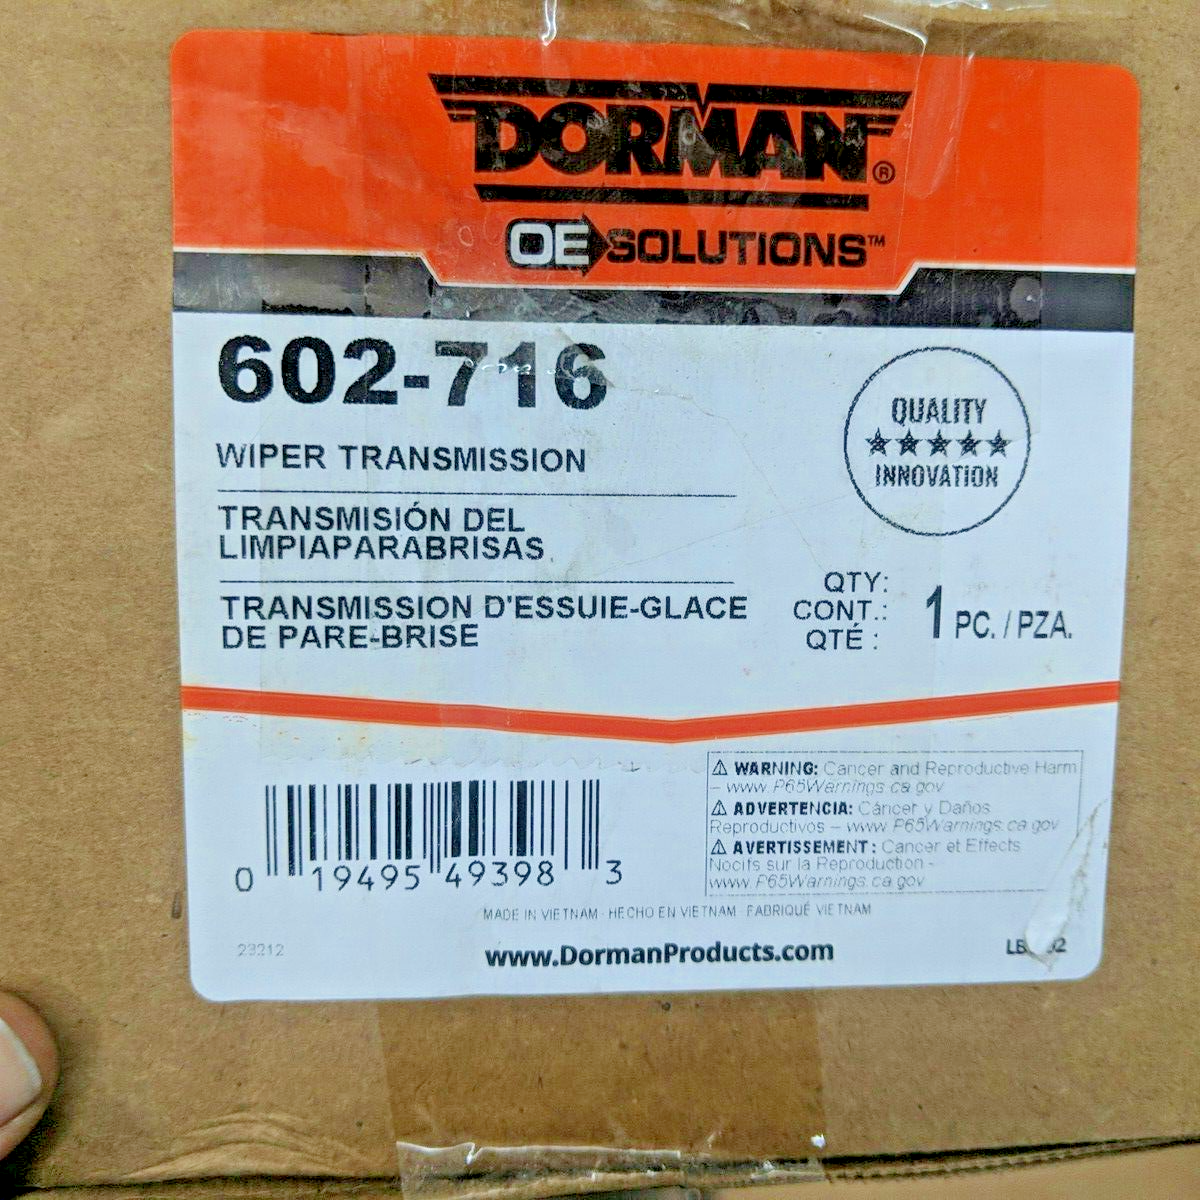 DORMAN®
OE SOLUTIONS™
602-716
WIPER TRANSMISSION
TRANSMISIÓN DEL
LIMPIAPARABRISAS
TRANSMISSION D'ESSUIE-GLACE
DE PARE-BRISE
QUALITY
INNOVATION
QTY:
CONT.:
QTÉ :
1 PC. / PZA.
⚠ WARNING: Cancer and Reproductive Harm
– www.P65Warnings.ca.gov
⚠ ADVERTENCIA: Cáncer y Daños
Reproductivos – www.P65Warnings.ca.gov
⚠ AVERTISSEMENT : Cancer et Effects
Nocifs sur la Reproduction -
www.P65Warnings.ca.gov
0 19495 49398 3
MADE IN VIETNAM - HECHO EN VIETNAM - FABRIQUÉ VIETNAM
23212
www.DormanProducts.com